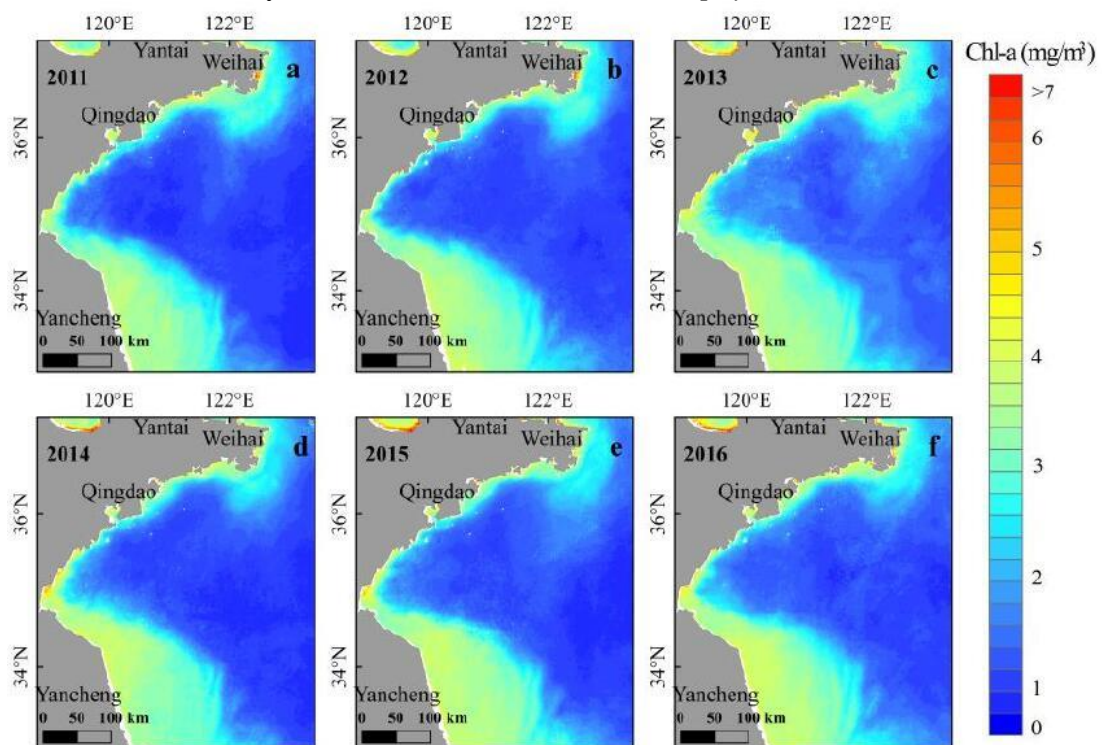 120°E 122°E
Yantai
Weihai
2011
a
Qingdao
36°N
34°N
Yancheng
0 50 100 km
120°E 122°E
Yantai
Weihai
2012
b
Qingdao
36°N
34°N
Yancheng
0 50 100 km
120°E 122°E
Yantai
Weihai
2013
c
Qingdao
36°N
34°N
Yancheng
0 50 100 km
Chl-a (mg/m³)
>7
6
5
4
3
2
1
0
120°E 122°E
Yantai
Weihai
2014
d
Qingdao
36°N
34°N
Yancheng
0 50 100 km
120°E 122°E
Yantai
Weihai
2015
e
Qingdao
36°N
34°N
Yancheng
0 50 100 km
120°E 122°E
Yantai
Weihai
2016
f
Qingdao
36°N
34°N
Yancheng
0 50 100 km